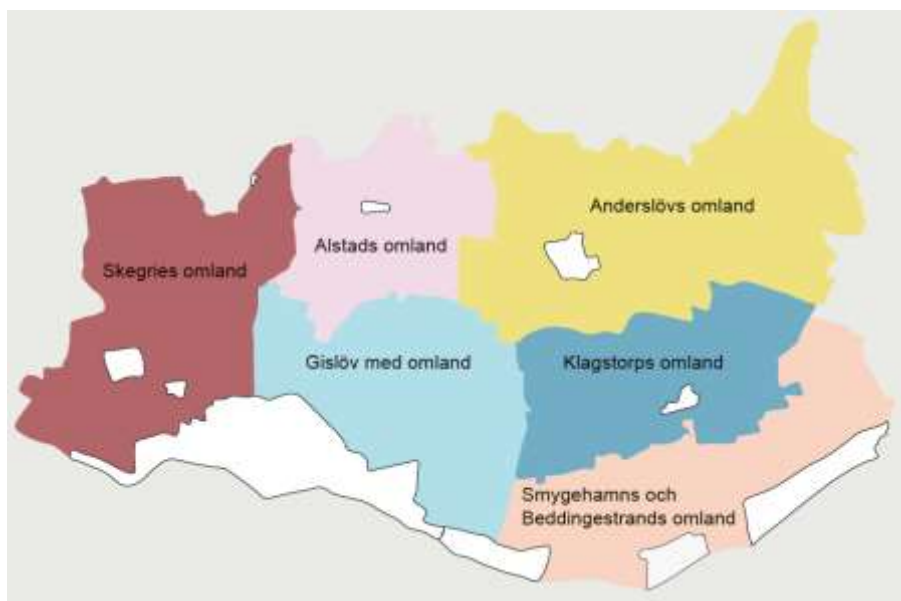 Anderslövs omland
Alstads omland
Skegries omland
Gislöv med omland
Klagstorps omland
Smygehamns och
Beddingestrands omland